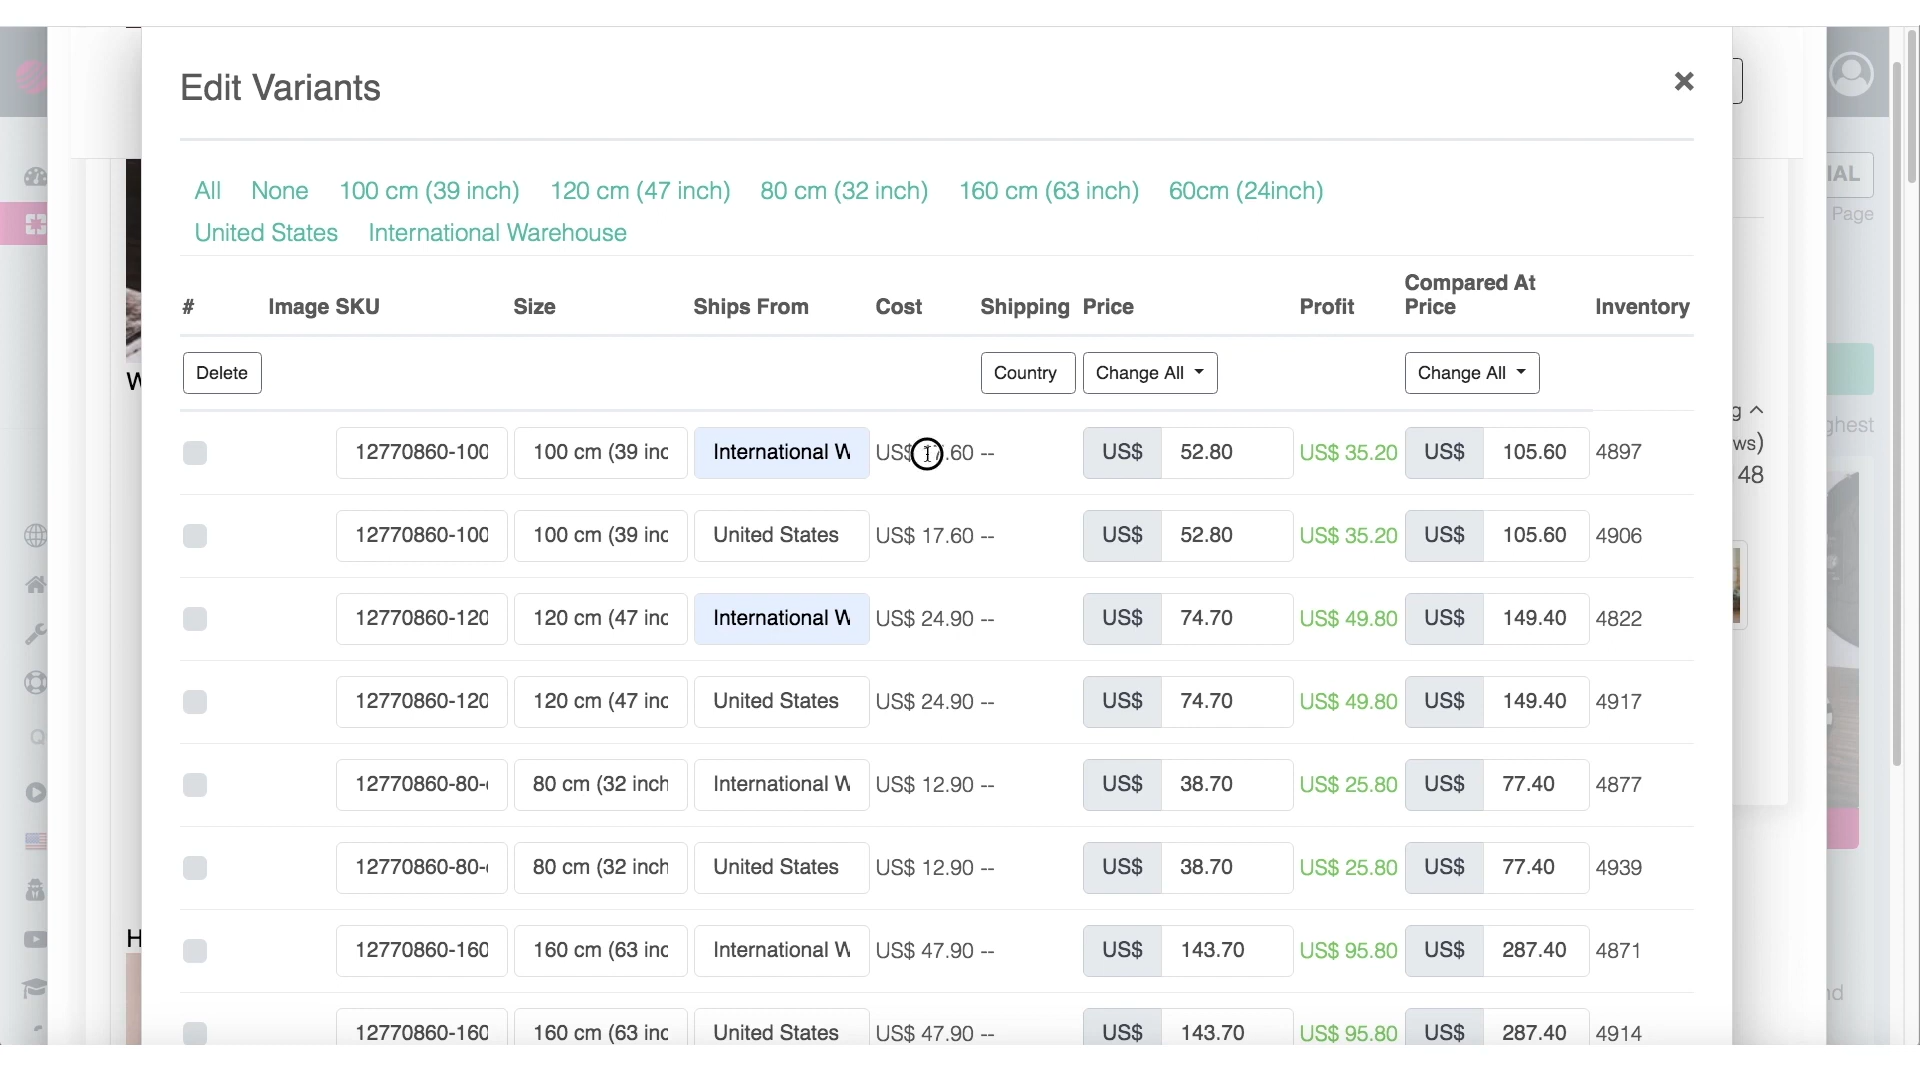 Edit Variants
All None 100 cm (39 inch) 120 cm (47 inch) 80 cm (32 inch) 160 cm (63 inch) 60cm (24inch)
United States International Warehouse
# Image SKU Size Ships From Cost Shipping Price Profit Compared At Price Inventory
Delete Country Change All Change All
12770860-100 100 cm (39 inc International W US$ 17.60 -- US$ 52.80 US$ 35.20 US$ 105.60 4897
12770860-100 100 cm (39 inc United States US$ 17.60 -- US$ 52.80 US$ 35.20 US$ 105.60 4906
12770860-120 120 cm (47 inc International W US$ 24.90 -- US$ 74.70 US$ 49.80 US$ 149.40 4822
12770860-120 120 cm (47 inc United States US$ 24.90 -- US$ 74.70 US$ 49.80 US$ 149.40 4917
12770860-80- 80 cm (32 inch International W US$ 12.90 -- US$ 38.70 US$ 25.80 US$ 77.40 4877
12770860-80- 80 cm (32 inch United States US$ 12.90 -- US$ 38.70 US$ 25.80 US$ 77.40 4939
12770860-160 160 cm (63 inc International W US$ 47.90 -- US$ 143.70 US$ 95.80 US$ 287.40 4871
12770860-160 160 cm (63 inc United States US$ 47.90 -- US$ 143.70 US$ 95.80 US$ 287.40 4914
W
H
Q
IAL
Page
g
ghest
ws)
48
nd